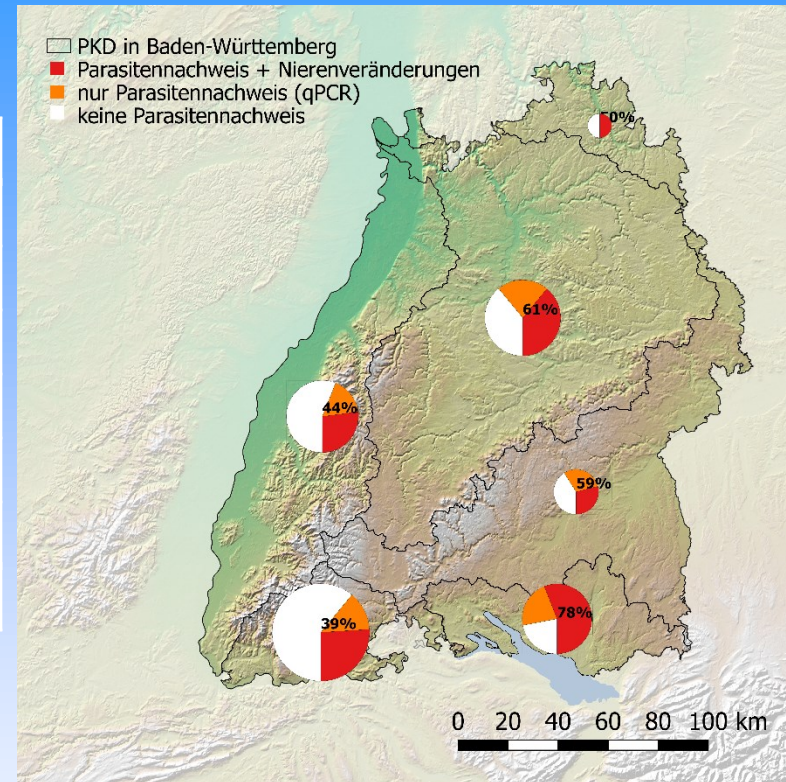 PKD in Baden-Württemberg
Parasitennachweis + Nierenveränderungen
nur Parasitennachweis (qPCR)
keine Parasitennachweis
50%
61%
44%
59%
39%
78%
0 20 40 60 80 100 km